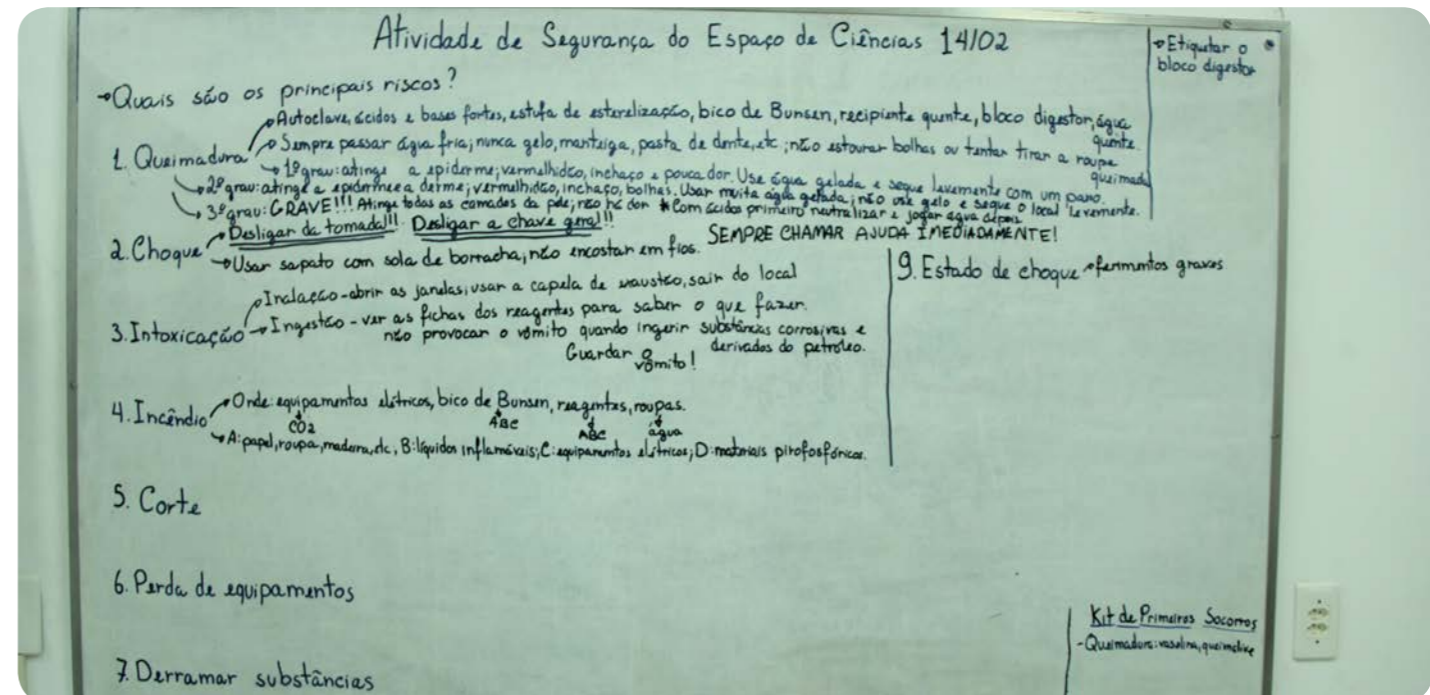 Atividade de Segurança do Espaço de Ciências 14/02
→Etiquetar o
bloco digestor
→Quais são os principais riscos?
→Autoclave, ácidos e bases fortes, estufa de esterelização, bico de Bunsen, recipiente quente, bloco digestor, água
quente.
1. Queimadura →Sempre passar água fria; nunca gelo, manteiga, pasta de dente, etc; não estourar bolhas ou tentar tirar a roupa
queimada
→1º grau: atinge a epiderme; vermelhidão, inchaço e pouca dor. Use água gelada e seque levemente com um pano.
→2º grau: atinge a epiderme e a derme; vermelhidão, inchaço, bolhas. Usar muita água gelada; não use gelo e seque o local levemente.
→3º grau: GRAVE!!! Atinge todas as camadas da pele; não há dor *Com ácidos primeiro neutralizar e jogar água depois
2. Choque →Desligar da tomada!!! Desligar a chave geral!!!
SEMPRE CHAMAR AJUDA IMEDIADAMENTE!
→Usar sapato com sola de borracha, não encostar em fios.
9. Estado de choque →ferimentos graves
3. Intoxicação →Inalação-abrir as janelas, usar a capela de exaustão, sair do local
→Ingestão - ver as fichas dos reagentes para saber o que fazer.
não provocar o vômito quando ingerir substâncias corrosivas e
derivados do petróleo.
Guardar o
vômito!
4. Incêndio →Onde: equipamentos elétricos, bico de Bunsen, reagentes, roupas.
CO2 ABC ABC água
→A: papel, roupa, madeira, etc, B: líquidos inflamáveis; C: equipamentos elétricos; D: materiais pirofosfóricos.
5. Corte
6. Perda de equipamentos
Kit de Primeiros Socorros
-Queimadura: vaselina,
7. Derramar substâncias